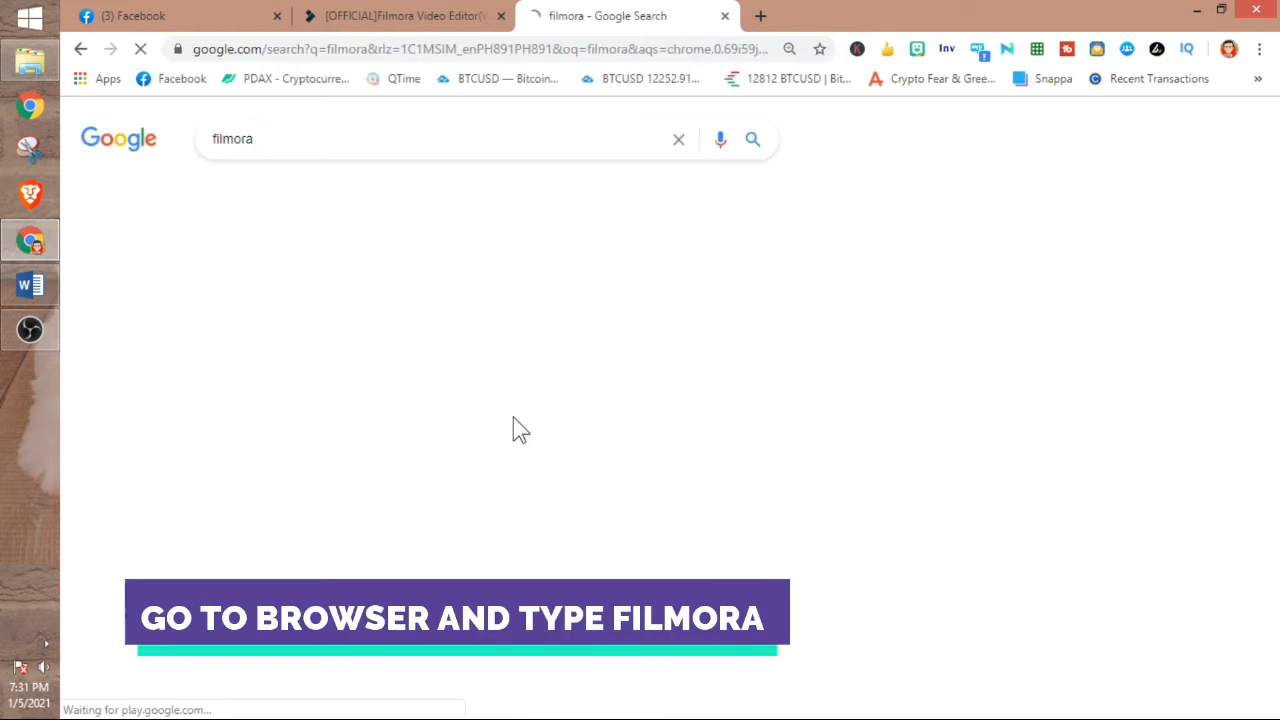 (3) Facebook
[OFFICIAL]Filmora Video Editor(
filmora - Google Search
google.com/search?q=filmora&rlz=1C1MSIM_enPH891PH891&oq=filmora&aqs=chrome.0.69i59j...
Inv
IQ
Apps
Facebook
PDAX - Cryptocurre...
QTime
BTCUSD — Bitcoin...
BTCUSD 12252.91...
12812 BTCUSD | Bit...
Crypto Fear & Gree...
Snappa
Recent Transactions
»
Google
filmora
GO TO BROWSER AND TYPE FILMORA
7:31 PM
1/5/2021
Waiting for play.google.com...